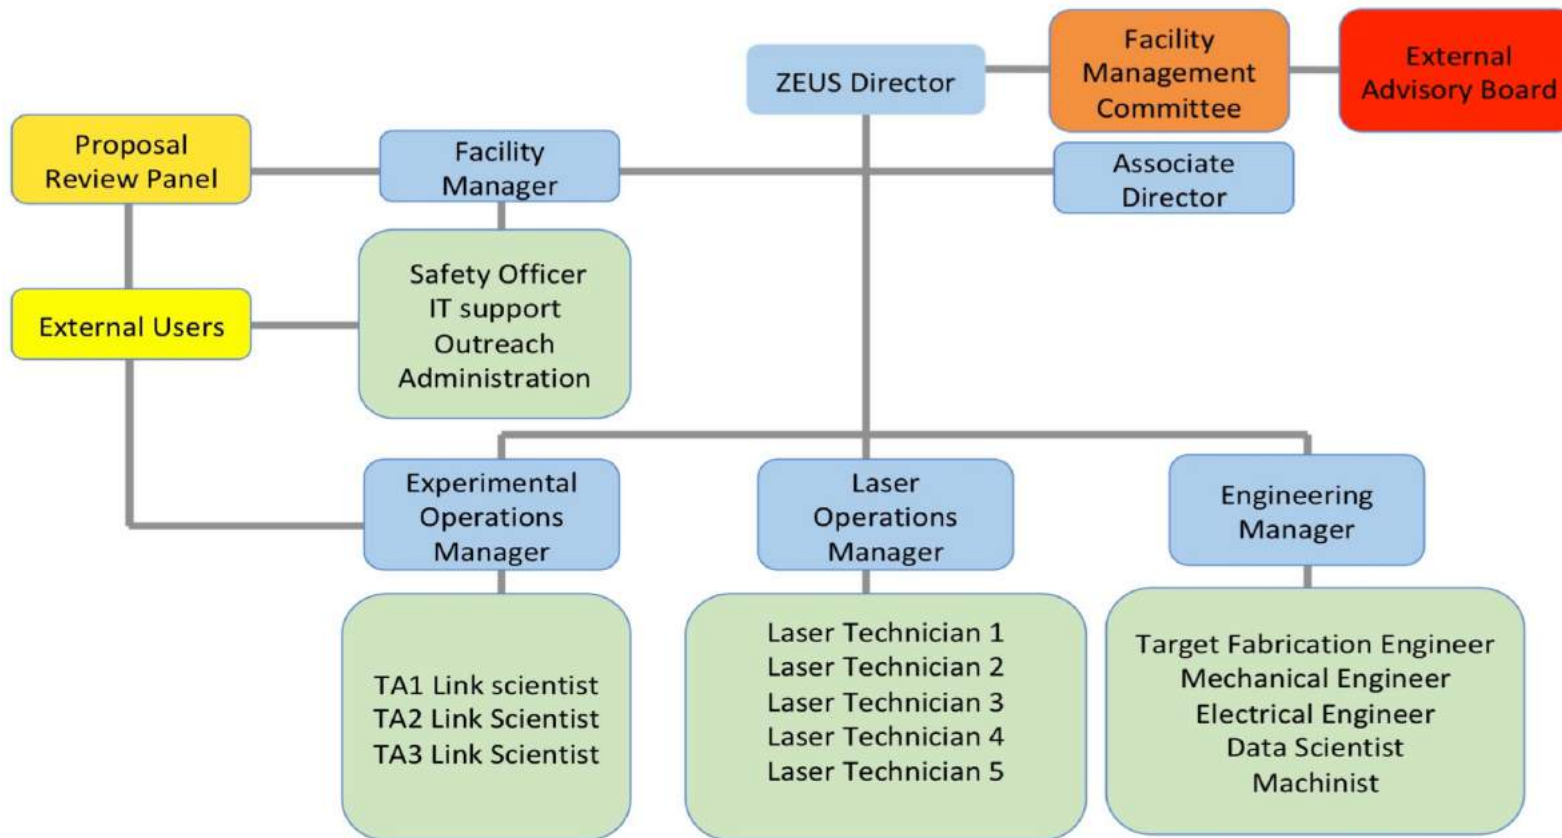 ZEUS Director
Facility
Management
Committee
External
Advisory Board
Proposal
Review Panel
Facility
Manager
Associate
Director
Safety Officer
IT support
Outreach
Administration
External Users
Experimental
Operations
Manager
Laser
Operations
Manager
Engineering
Manager
TA1 Link scientist
TA2 Link Scientist
TA3 Link Scientist
Laser Technician 1
Laser Technician 2
Laser Technician 3
Laser Technician 4
Laser Technician 5
Target Fabrication Engineer
Mechanical Engineer
Electrical Engineer
Data Scientist
Machinist